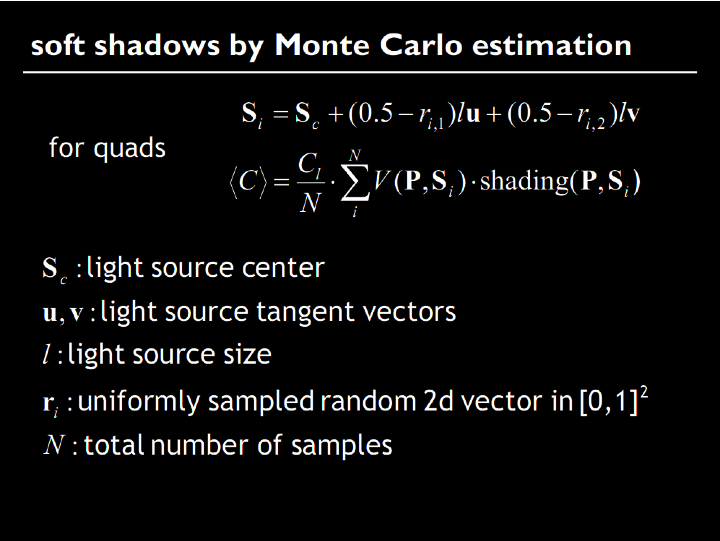 soft shadows by Monte Carlo estimation
S_i = S_c + (0.5 − r_{i,1})lu + (0.5 − r_{i,2})lv
for quads
⟨C⟩ = C_l/N · ∑_i^N V(P,S_i) · shading(P,S_i)
S_c : light source center
u, v : light source tangent vectors
l : light source size
r_i : uniformly sampled random 2d vector in [0,1]²
N : total number of samples